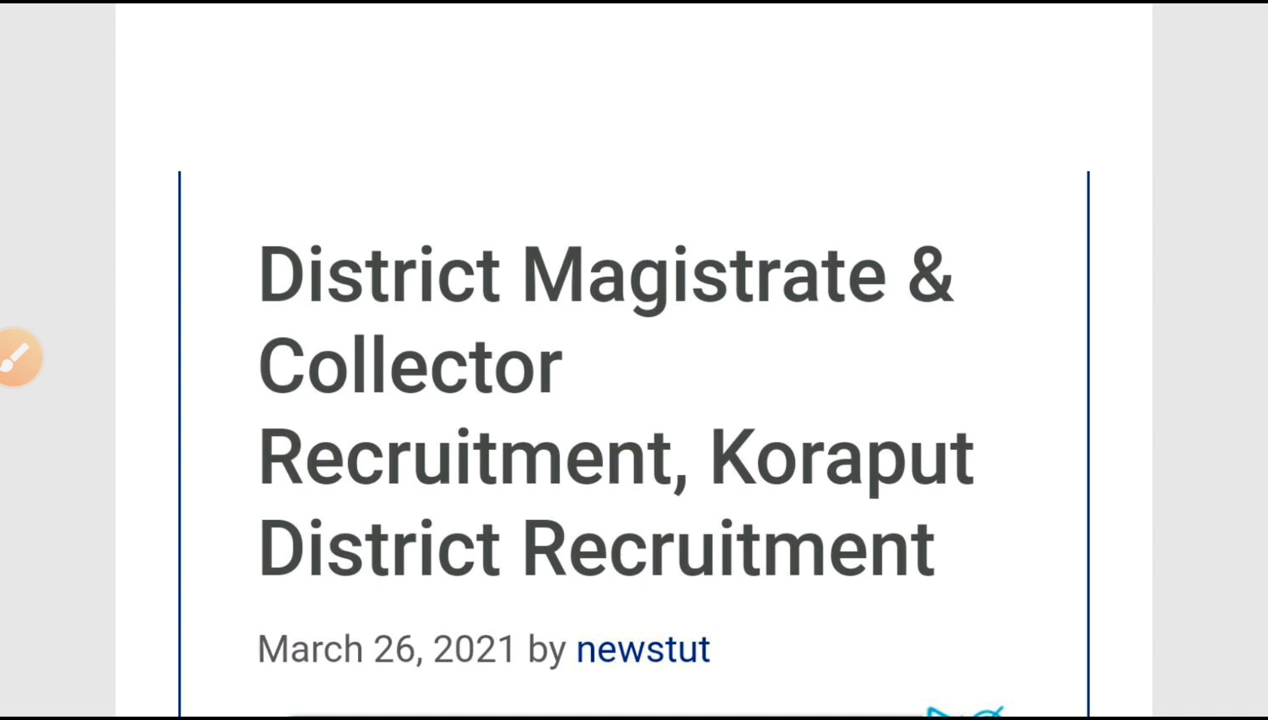 District Magistrate &
Collector
Recruitment, Koraput
District Recruitment
March 26, 2021 by newstut